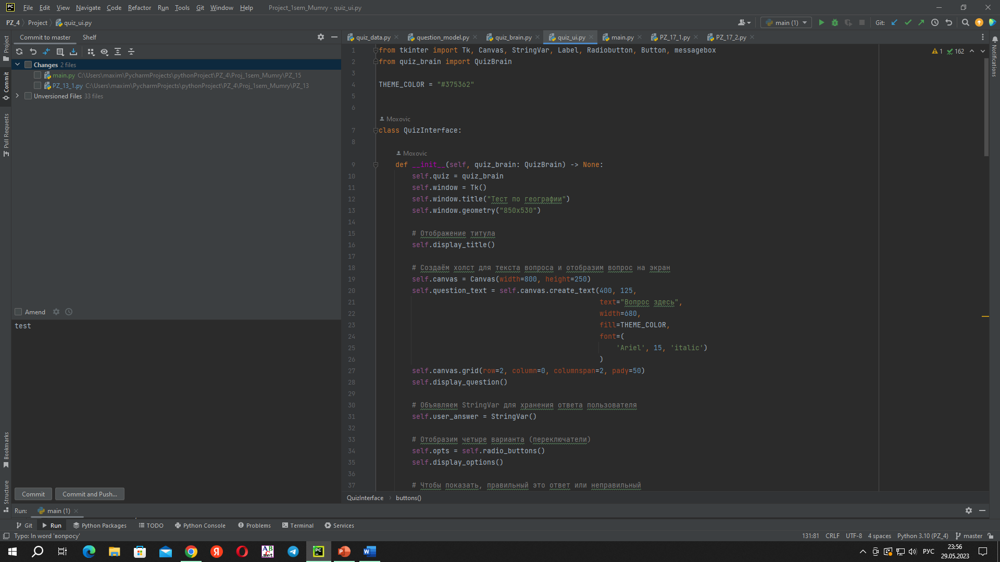 PC File Edit View Navigate Code Refactor Run Tools Git Window Help Project_1sem_Mumry - quiz_ui.py
PZ_4 Project quiz_ui.py main (1) Git:
Commit to master Shelf
quiz_data.py question_model.py quiz_brain.py quiz_ui.py main.py PZ_17_1.py PZ_17_2.py
Project
Commit
Pull Requests
Bookmarks
Structure
Notifications
Changes 2 files
main.py C:\Users\maxim\PycharmProjects\pythonProject\PZ_4\Proj_1sem_Mumry\PZ_15
PZ_13_1.py C:\Users\maxim\PycharmProjects\pythonProject\PZ_4\Proj_1sem_Mumry\PZ_13
Unversioned Files 33 files
Amend
test
Commit Commit and Push...
1 162
1 from tkinter import Tk, Canvas, StringVar, Label, Radiobutton, Button, messagebox
2 from quiz_brain import QuizBrain
3
4 THEME_COLOR = "#375362"
5
6
Moxovic
7 class QuizInterface:
8
Moxovic
9 def __init__(self, quiz_brain: QuizBrain) -> None:
10 self.quiz = quiz_brain
11 self.window = Tk()
12 self.window.title("Тест по географии")
13 self.window.geometry("850x530")
14
15 # Отображение титула
16 self.display_title()
17
18 # Создаём холст для текста вопроса и отобразим вопрос на экран
19 self.canvas = Canvas(width=800, height=250)
20 self.question_text = self.canvas.create_text(400, 125,
21 text="Вопрос здесь",
22 width=680,
23 fill=THEME_COLOR,
24 font=(
25 'Ariel', 15, 'italic')
26 )
27 self.canvas.grid(row=2, column=0, columnspan=2, pady=50)
28 self.display_question()
29
30 # Объявляем StringVar для хранения ответа пользователя
31 self.user_answer = StringVar()
32
33 # Отобразим четыре варианта (переключатели)
34 self.opts = self.radio_buttons()
35 self.display_options()
36
37 # Чтобы показать, правильный это ответ или неправильный
QuizInterface buttons()
Run: main (1)
Git Run Python Packages TODO Python Console Problems Terminal Services
Typo: In word 'вопросу' 131:81 CRLF UTF-8 4 spaces Python 3.10 (PZ_4) master
Я AB .net PC P W РУС 23:56
29.05.2023